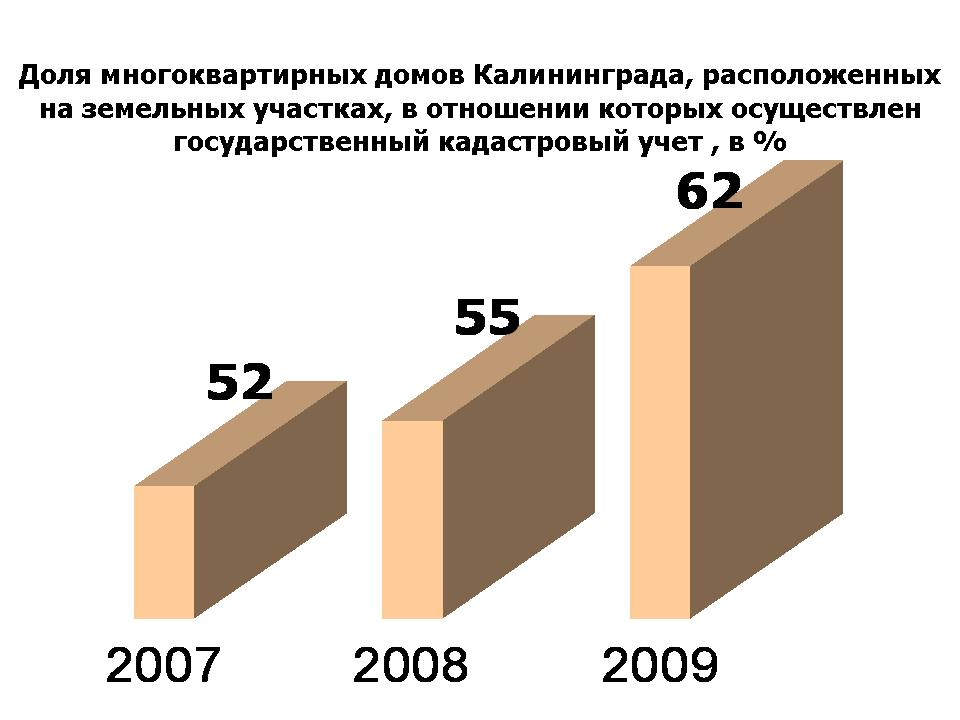 Доля многоквартирных домов Калининграда, расположенных
на земельных участках, в отношении которых осуществлен
государственный кадастровый учет , в %
62
55
52
2007 2008 2009